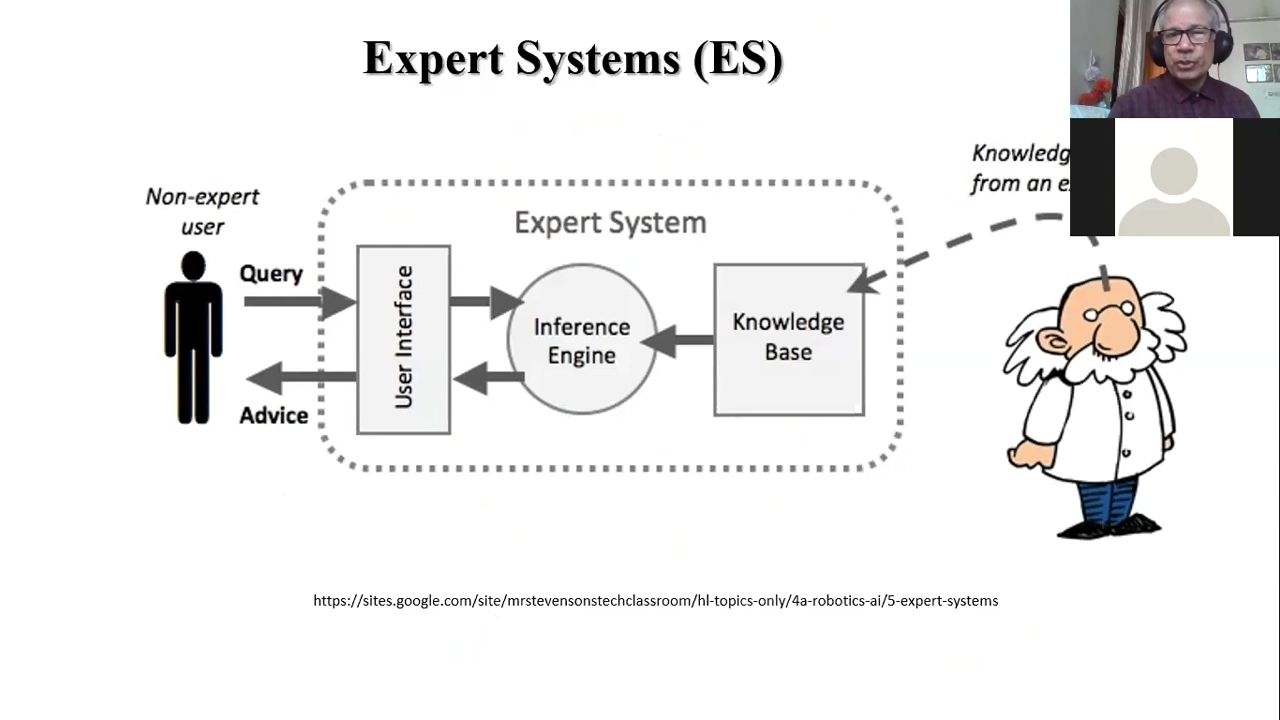 Expert Systems (ES)
Non-expert
user
Query
Advice
Expert System
User Interface
Inference
Engine
Knowledge
Base
from an
https://sites.google.com/site/mrstevensonstechclassroom/hl-topics-only/4a-robotics-ai/5-expert-systems